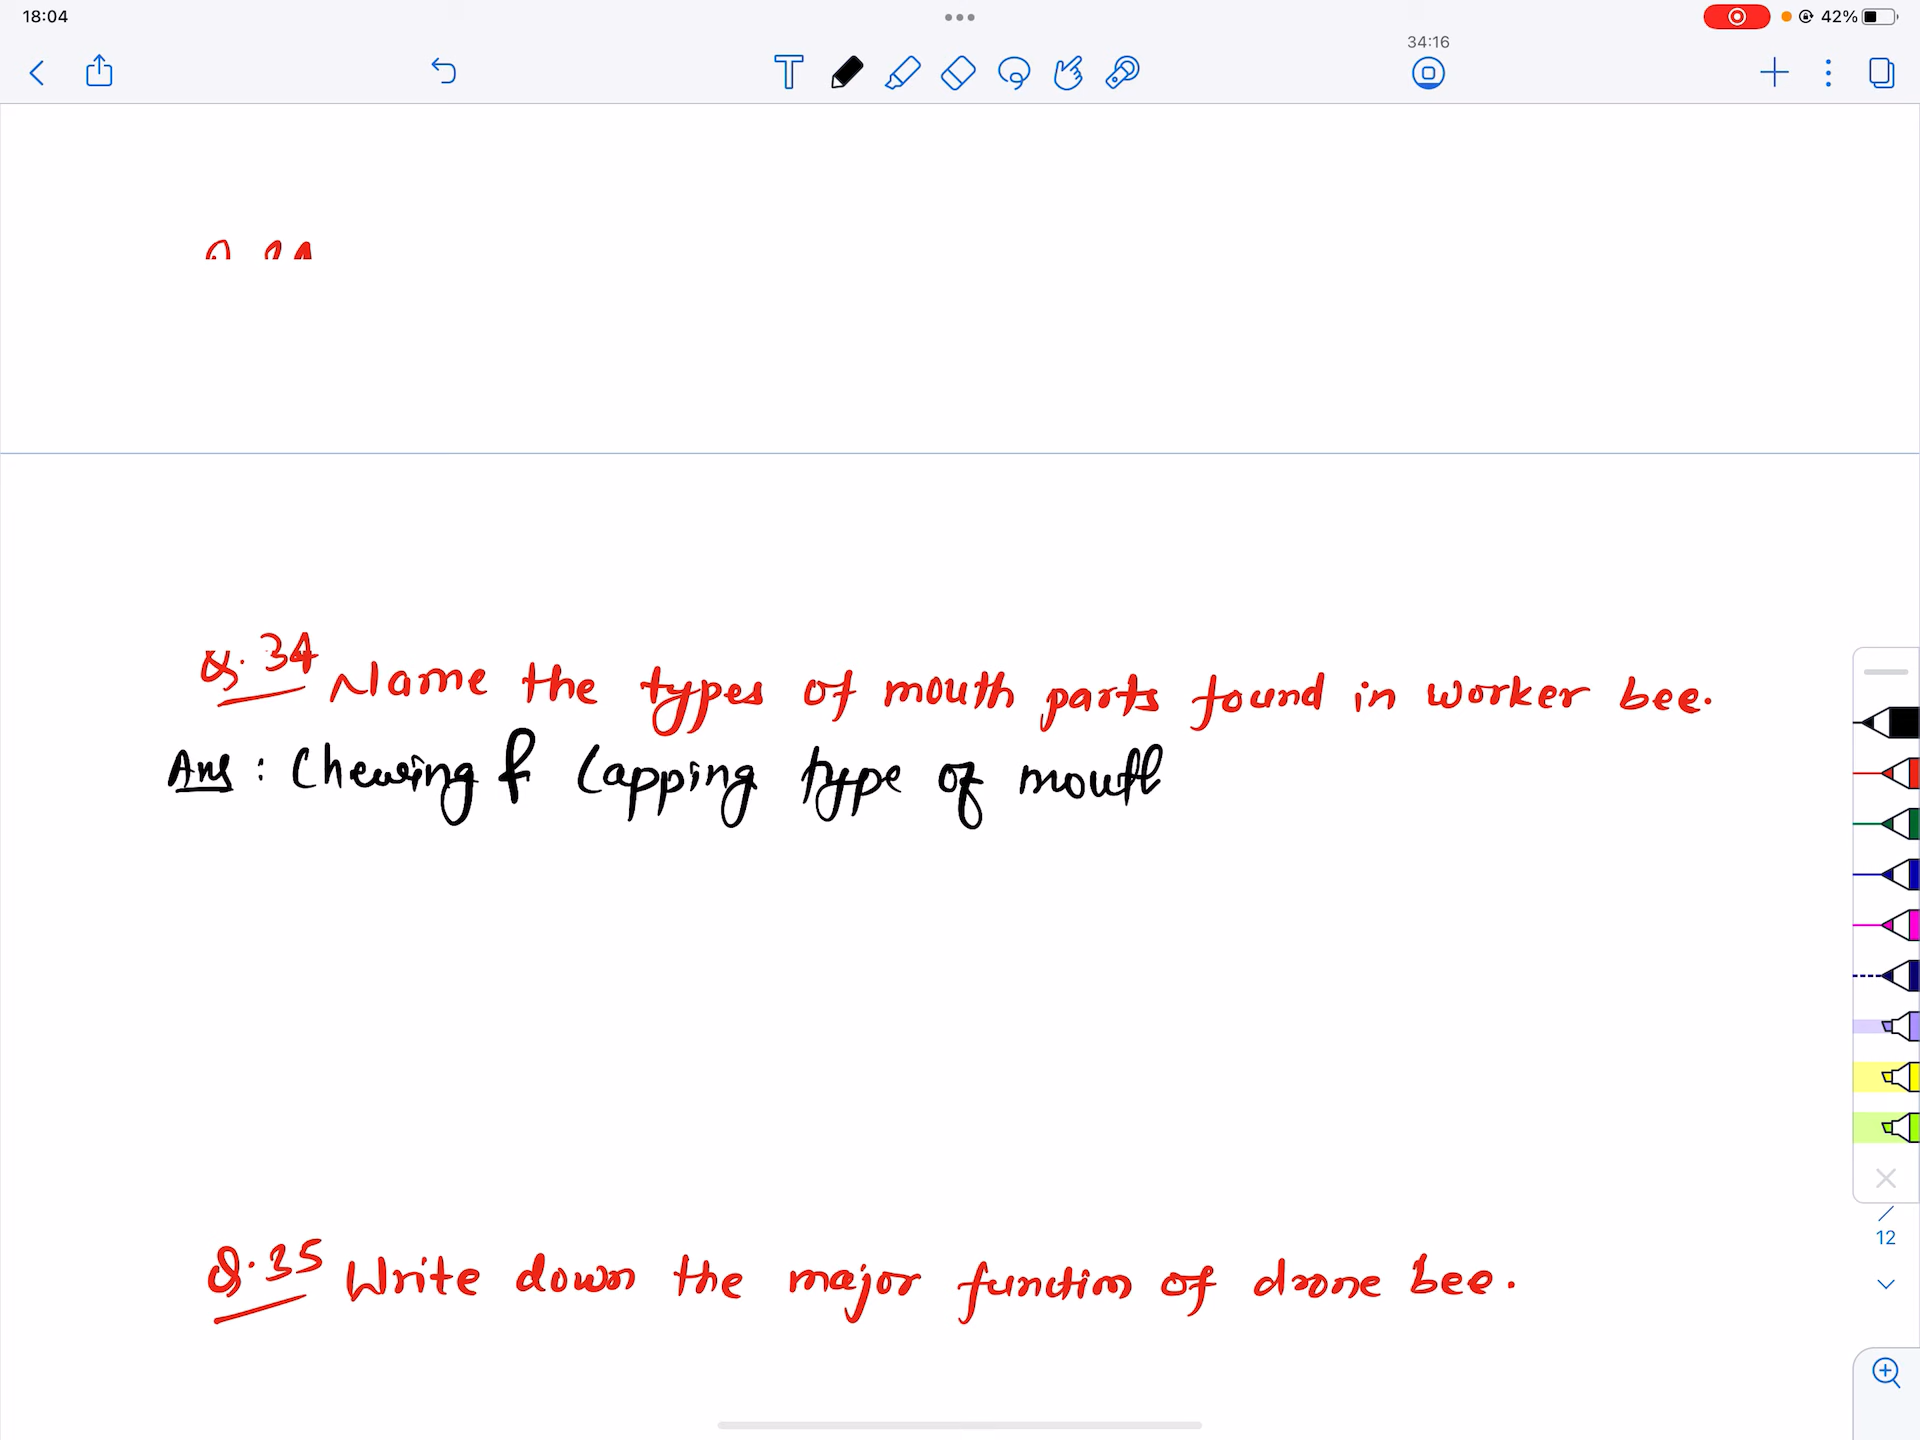 18:04
42%
34:16
Q.34 Name the types of mouth parts found in worker bee.
Ans : Chewing & Lapping type of mouth
12
Q.35 Write down the major function of drone bee.